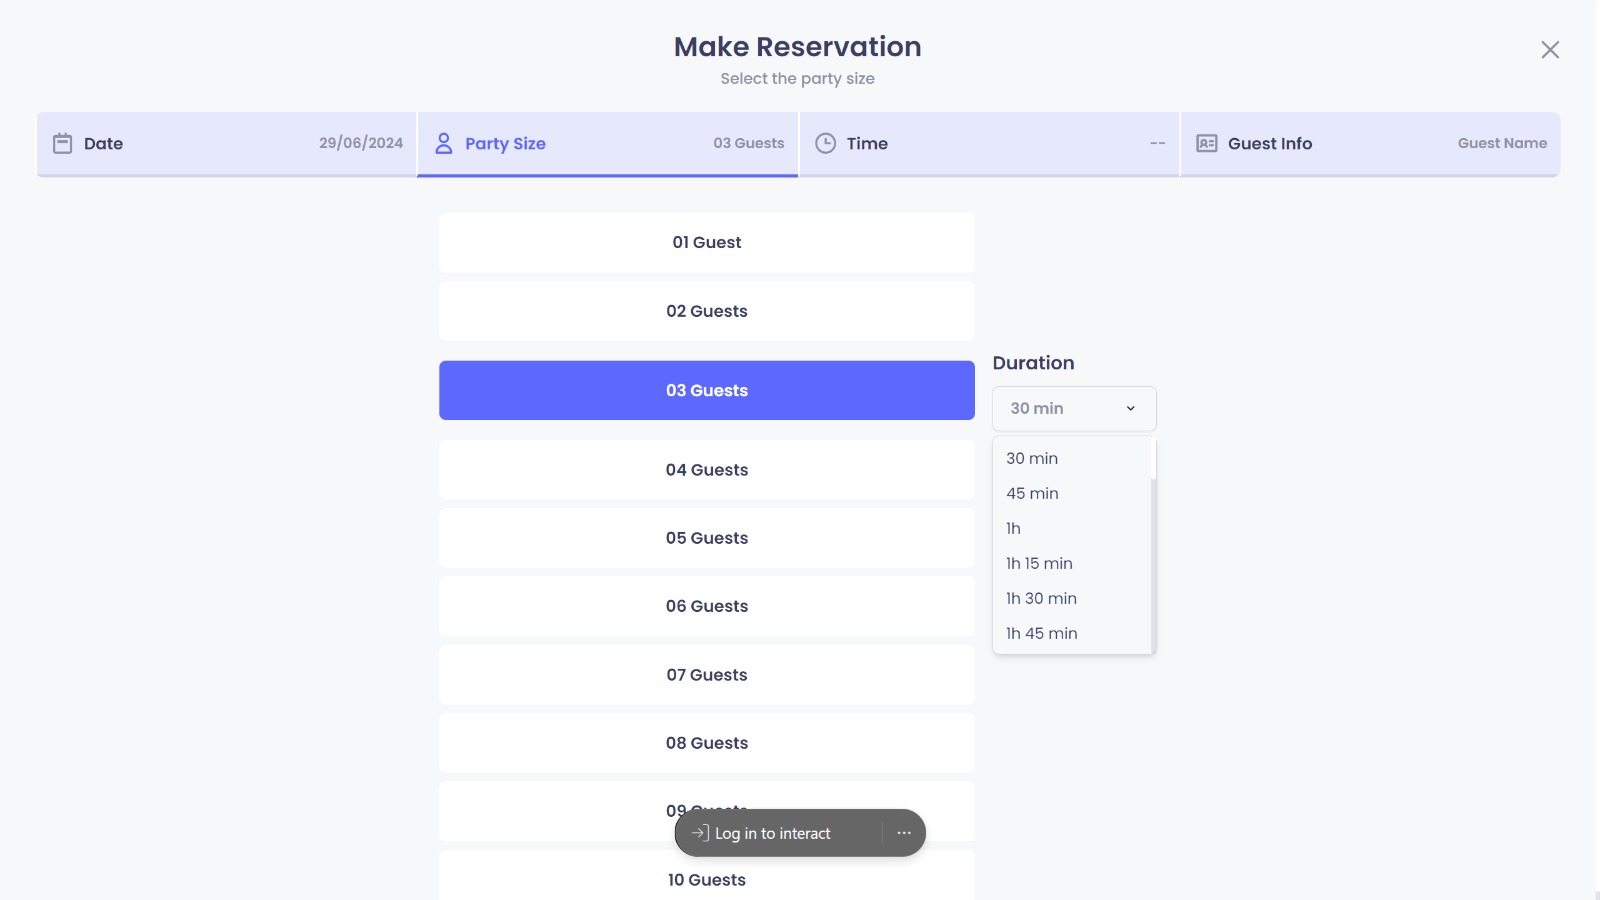 Make Reservation
Select the party size
Date 29/06/2024
Party Size 03 Guests
Time --
Guest Info Guest Name
01 Guest
02 Guests
03 Guests
04 Guests
05 Guests
06 Guests
07 Guests
08 Guests
09 Guests
10 Guests
Duration
30 min
30 min
45 min
1h
1h 15 min
1h 30 min
1h 45 min
Log in to interact